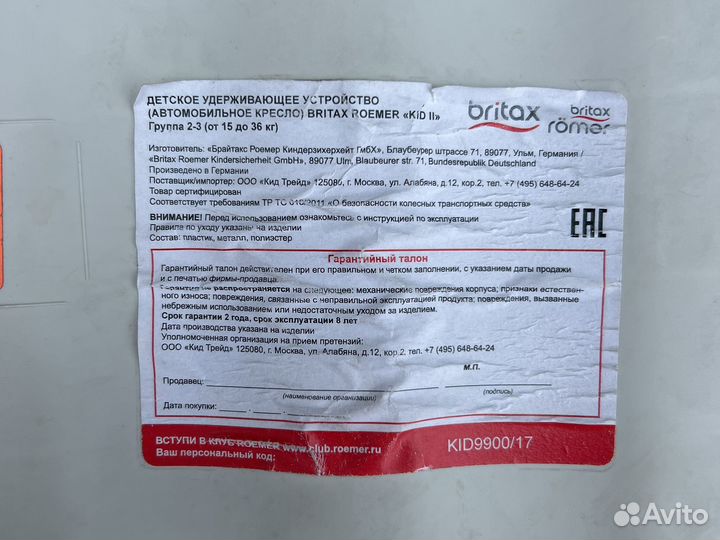 ДЕТСКОЕ УДЕРЖИВАЮЩЕЕ УСТРОЙСТВО
(АВТОМОБИЛЬНОЕ КРЕСЛО) BRITAX ROEMER «KID II»
Группа 2-3 (от 15 до 36 кг)
britax
britax
römer
Изготовитель: «Брайтакс Роемер Киндерзихерхейт ГмбХ», Блаубеурер штрассе 71, 89077, Ульм, Германия /
«Britax Roemer Kindersicherheit GmbH», 89077 Ulm, Blaubeurer str. 71, Bundesrepublik Deutschland
Произведено в Германии
Поставщик/импортер: ООО «Кид Трейд» 125080, г. Москва, ул. Алабяна, д.12, кор.2, тел. +7 (495) 648-64-24
Товар сертифицирован
Соответствует требованиям ТР ТС 018/2011 «О безопасности колесных транспортных средств»
ВНИМАНИЕ! Перед использованием ознакомьтесь с инструкцией по эксплуатации
Правила по уходу указаны на изделии
Состав: пластик, металл, полиэстер
EAC
Гарантийный талон
Гарантийный талон действителен при его правильном и четком заполнении, с указанием даты продажи
и с печатью фирмы-продавца.
Гарантия не распространяется на следующее: механические повреждения корпуса; признаки естествен-
ного износа; повреждения, связанные с неправильной эксплуатацией продукта; повреждения, вызванные
небрежным использованием или недостаточным уходом за изделием.
Срок гарантии 2 года, срок эксплуатации 8 лет
Дата производства указана на изделии
Уполномоченная организация на прием претензий:
ООО «Кид Трейд» 125080, г. Москва, ул. Алабяна, д.12, кор.2, тел. +7 (495) 648-64-24
М.П.
Продавец:
(наименование организации)
(подпись)
Дата покупки:
ВСТУПИ В КЛУБ ROEMER www.club.roemer.ru
Ваш персональный код:
KID9900/17
Avito